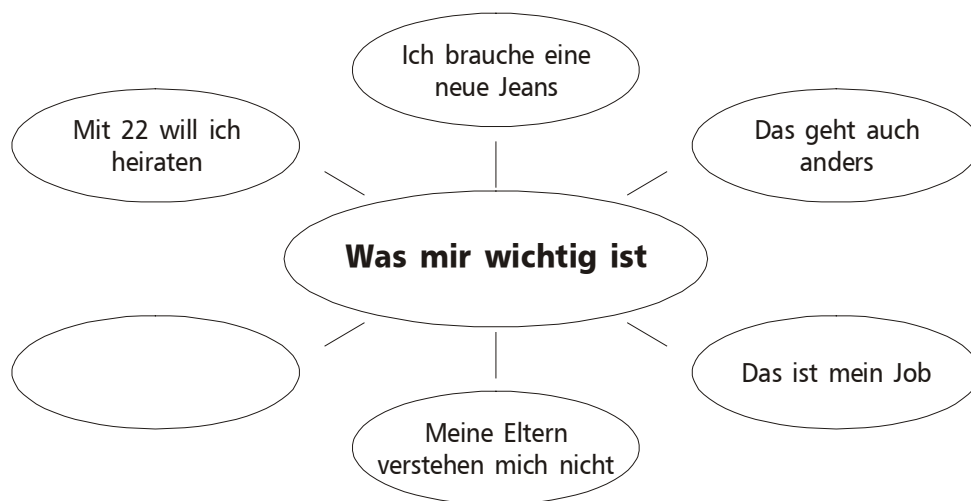 Ich brauche eine
neue Jeans
Mit 22 will ich
heiraten
Das geht auch
anders
Was mir wichtig ist
Das ist mein Job
Meine Eltern
verstehen mich nicht